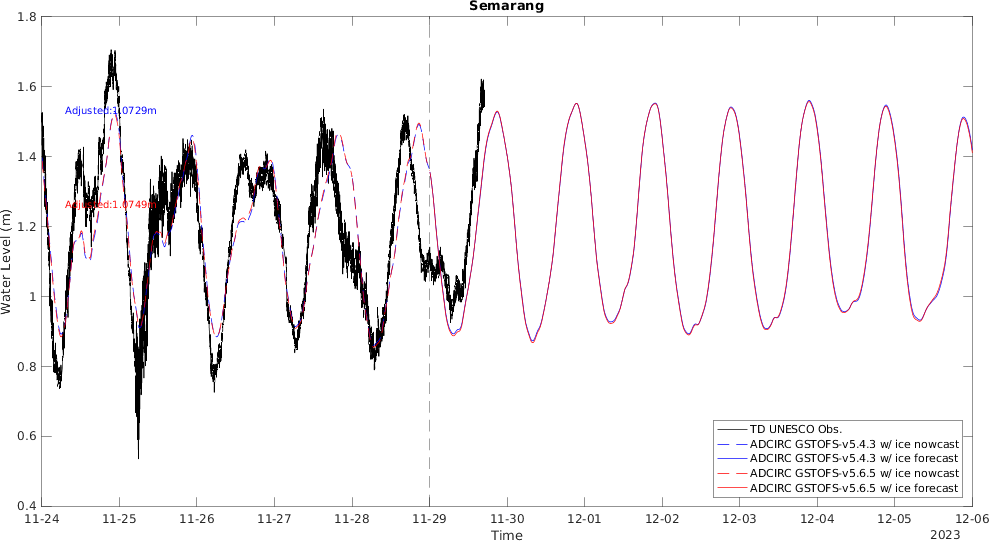 Semarang
Water Level (m)
1.8
1.6
1.4
1.2
1
0.8
0.6
0.4
Adjusted:1.0729m
Adjusted:1.0749m
TD UNESCO Obs.
ADCIRC GSTOFS-v5.4.3 w/ ice nowcast
ADCIRC GSTOFS-v5.4.3 w/ ice forecast
ADCIRC GSTOFS-v5.6.5 w/ ice nowcast
ADCIRC GSTOFS-v5.6.5 w/ ice forecast
11-24 11-25 11-26 11-27 11-28 11-29 11-30 12-01 12-02 12-03 12-04 12-05 12-06
Time
2023